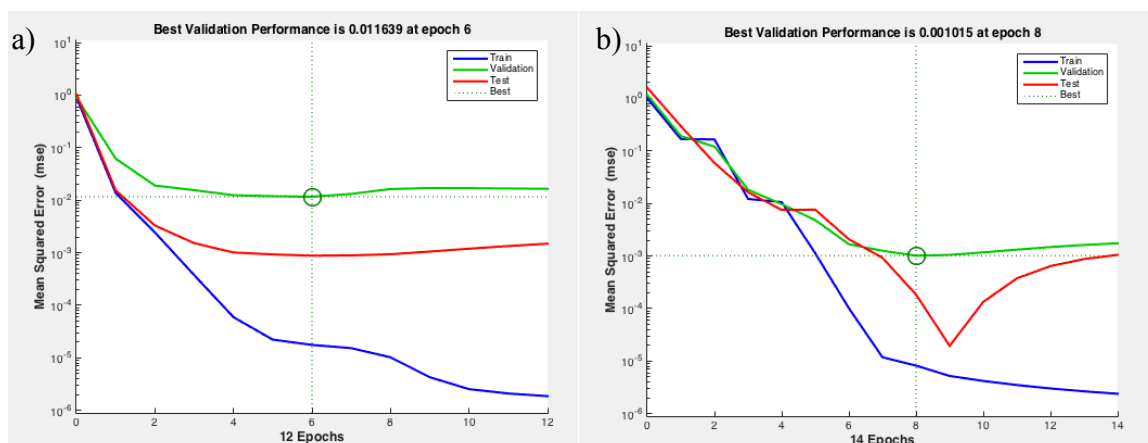 a)
Best Validation Performance is 0.011639 at epoch 6
10^1
10^0
10^-1
10^-2
10^-3
10^-4
10^-5
10^-6
Mean Squared Error (mse)
Train
Validation
Test
Best
0 2 4 6 8 10 12
12 Epochs
b)
Best Validation Performance is 0.001015 at epoch 8
10^1
10^0
10^-1
10^-2
10^-3
10^-4
10^-5
10^-6
Mean Squared Error (mse)
Train
Validation
Test
Best
0 2 4 6 8 10 12 14
14 Epochs